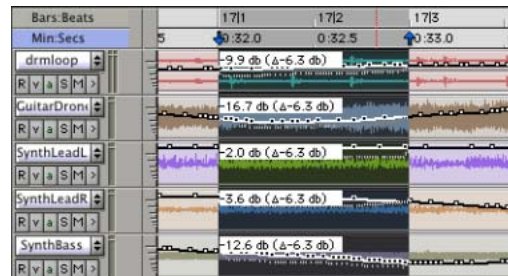 Bars:Beats 17|1 17|2 17|3
Min:Secs 5 0:32.0 0:32.5 0:33.0
drmloop -9.9 db (Δ-6.3 db)
R v a S M >
GuitarDron -16.7 db (Δ-6.3 db)
R v a S M >
SynthLeadL -2.0 db (Δ-6.3 db)
R v a S M >
SynthLeadR -3.6 db (Δ-6.3 db)
R v a S M >
SynthBass -12.6 db (Δ-6.3 db)
R v a S M >